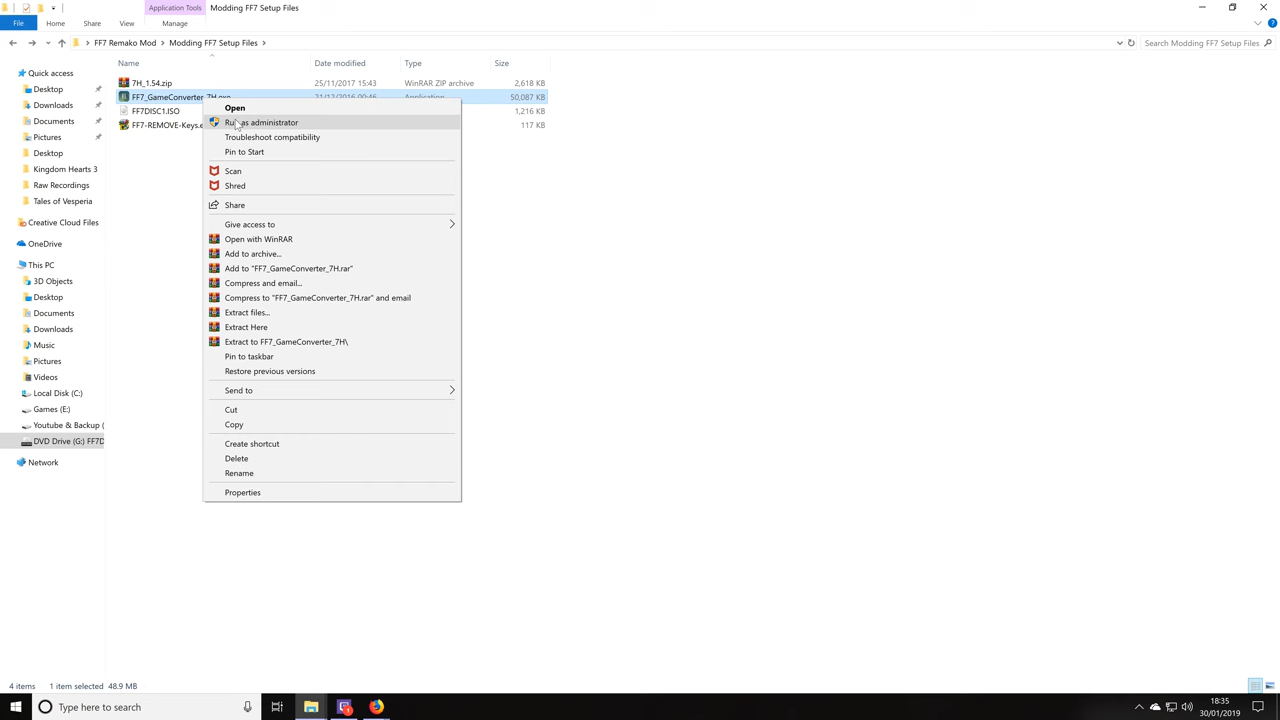 Application Tools
Modding FF7 Setup Files
File
Home
Share
View
Manage
FF7 Remako Mod
Modding FF7 Setup Files
Search Modding FF7 Setup Files
Name
Date modified
Type
Size
7H_1.54.zip
25/11/2017 15:43
WinRAR ZIP archive
2,618 KB
FF7_GameConverter_7H.exe
Application
50,087 KB
FF7DISC1.ISO
1,216 KB
FF7-REMOVE-Keys.e
117 KB
Quick access
Desktop
Downloads
Documents
Pictures
Desktop
Kingdom Hearts 3
Raw Recordings
Tales of Vesperia
Creative Cloud Files
OneDrive
This PC
3D Objects
Desktop
Documents
Downloads
Music
Pictures
Videos
Local Disk (C:)
Games (E:)
Youtube & Backup (
DVD Drive (G:) FF7D
Network
Open
Run as administrator
Troubleshoot compatibility
Pin to Start
Scan
Shred
Share
Give access to
Open with WinRAR
Add to archive...
Add to "FF7_GameConverter_7H.rar"
Compress and email...
Compress to "FF7_GameConverter_7H.rar" and email
Extract files...
Extract Here
Extract to FF7_GameConverter_7H\
Pin to taskbar
Restore previous versions
Send to
Cut
Copy
Create shortcut
Delete
Rename
Properties
4 items
1 item selected 48.9 MB
Type here to search
18:35
30/01/2019